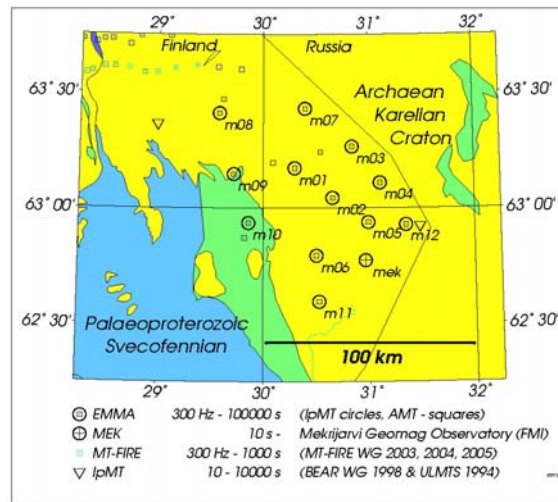 29° 30° 31° 32°
Finland Russia
63° 30' 63° 30'
Archaean
Karelian
Craton
m08
m07
m03
m09
m01
m04
m02
63° 00' 63° 00'
m10
m05
m12
m06
mek
m11
62° 30' 62° 30'
Palaeoproterozoic
Svecofennian
100 km
29° 30° 31° 32°
EMMA 300 Hz - 100000 s (lpMT circles, AMT - squares)
MEK 10 s - Mekrijarvi Geomag Observatory (FMI)
MT-FIRE 300 Hz - 1000 s (MT-FIRE WG 2003, 2004, 2005)
lpMT 10 - 10000 s (BEAR WG 1998 & ULMTS 1994)